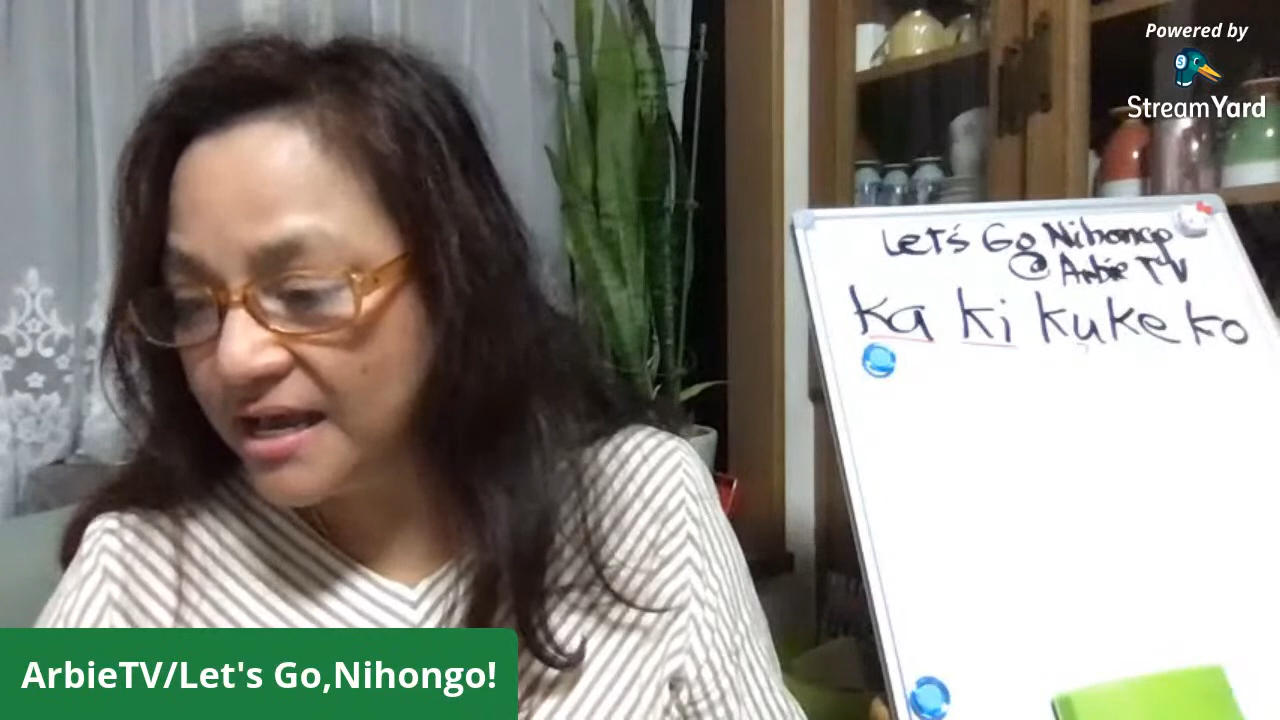 Powered by
StreamYard
Let's Go Nihongo
@ Arbie TV
Ka Ki Ku Ke Ko
ArbieTV/Let's Go,Nihongo!